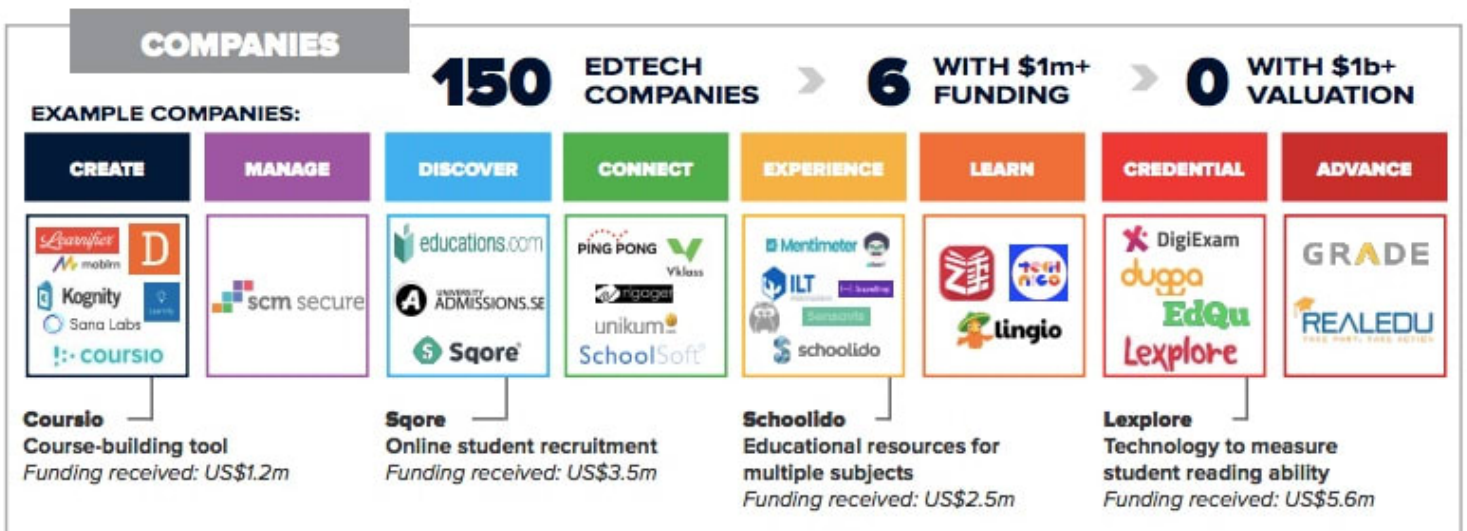 COMPANIES
150
EDTECH
COMPANIES
6
WITH $1m+
FUNDING
0
WITH $1b+
VALUATION
EXAMPLE COMPANIES:
CREATE
MANAGE
DISCOVER
CONNECT
EXPERIENCE
LEARN
CREDENTIAL
ADVANCE
Learnifier
D
Kognity
Sana Labs
coursio
scm secure
educations.com
A
UNIVERSITY
ADMISSIONS.SE
S
Sqore
PING PONG
Vklass
unikum
SchoolSoft
Mentimeter
ILT
Sensavis
schoolido
lingio
DigiExam
dugga
EdQu
Lexplore
GRADE
REALEDU
TAKE PART, TAKE ACTION
Coursio
Course-building tool
Funding received: US$1.2m
Sqore
Online student recruitment
Funding received: US$3.5m
Schoolido
Educational resources for
multiple subjects
Funding received: US$2.5m
Lexplore
Technology to measure
student reading ability
Funding received: US$5.6m